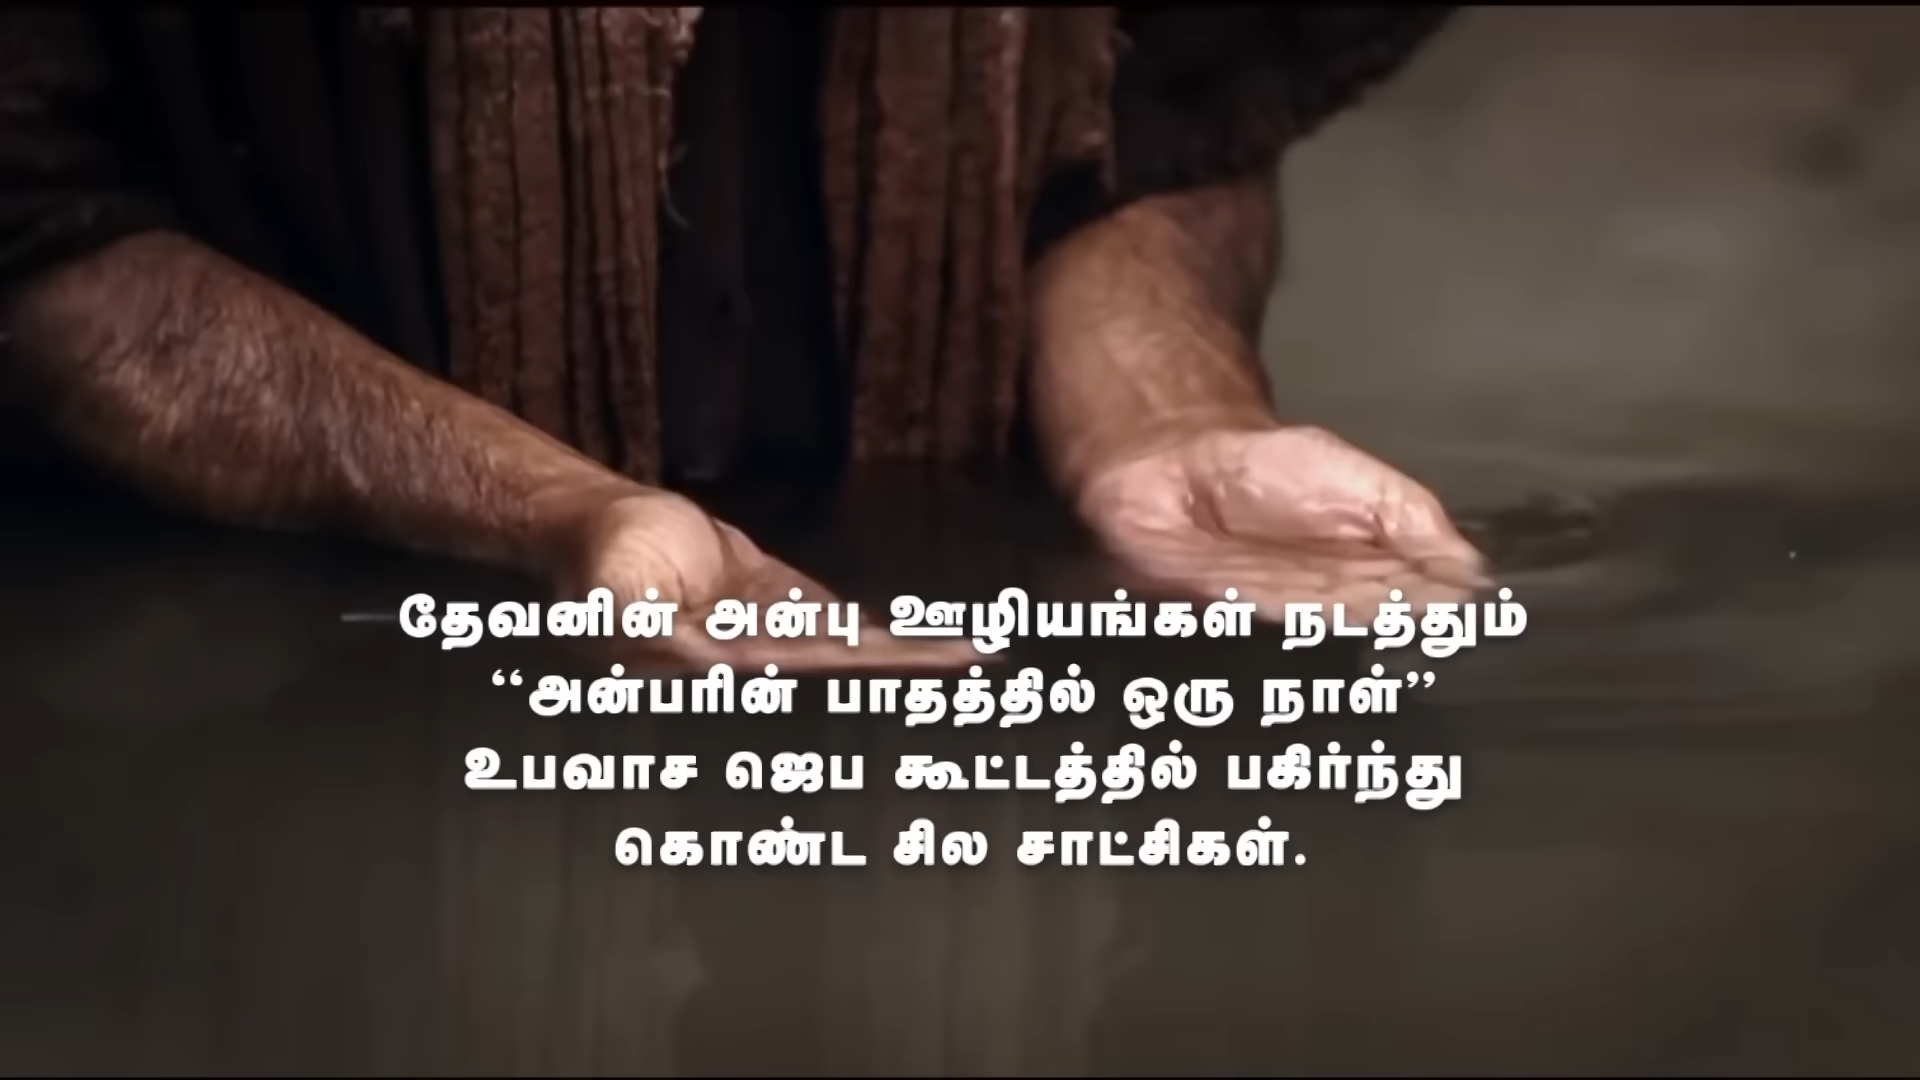 தேவனின் அன்பு ஊழியங்கள் நடத்தும்
“அன்பரின் பாதத்தில் ஒரு நாள்”
உபவாச ஜெப கூட்டத்தில் பகிர்ந்து
கொண்ட சில சாட்சிகள்.